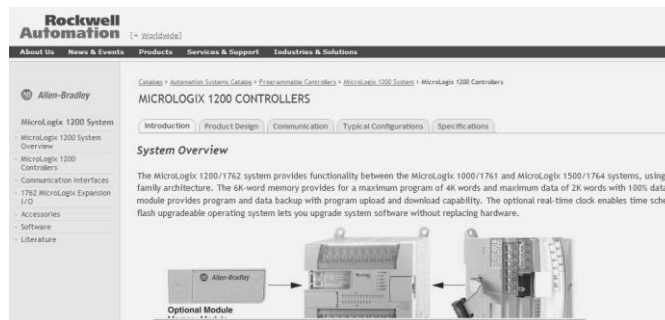 Rockwell
Automation
[+ Worldwide]
About Us News & Events Products Services & Support Industries & Solutions
Catalogs > Automation Systems Catalog > Programmable Controllers > MicroLogix 1200 System > MicroLogix 1200 Controllers
AB Allen-Bradley
MICROLOGIX 1200 CONTROLLERS
MicroLogix 1200 System
- MicroLogix 1200 System
Overview
- MicroLogix 1200
Controllers
- Communication Interfaces
- 1762 MicroLogix Expansion
I/O
- Accessories
- Software
- Literature
Introduction Product Design Communication Typical Configurations Specifications
System Overview
The MicroLogix 1200/1762 system provides functionality between the MicroLogix 1000/1761 and MicroLogix 1500/1764 systems, using
family architecture. The 6K-word memory provides for a maximum program of 4K words and maximum data of 2K words with 100% data
module provides program and data backup with program upload and download capability. The optional real-time clock enables time sche
flash upgradeable operating system lets you upgrade system software without replacing hardware.
Allen-Bradley
Optional Module
Memory Module